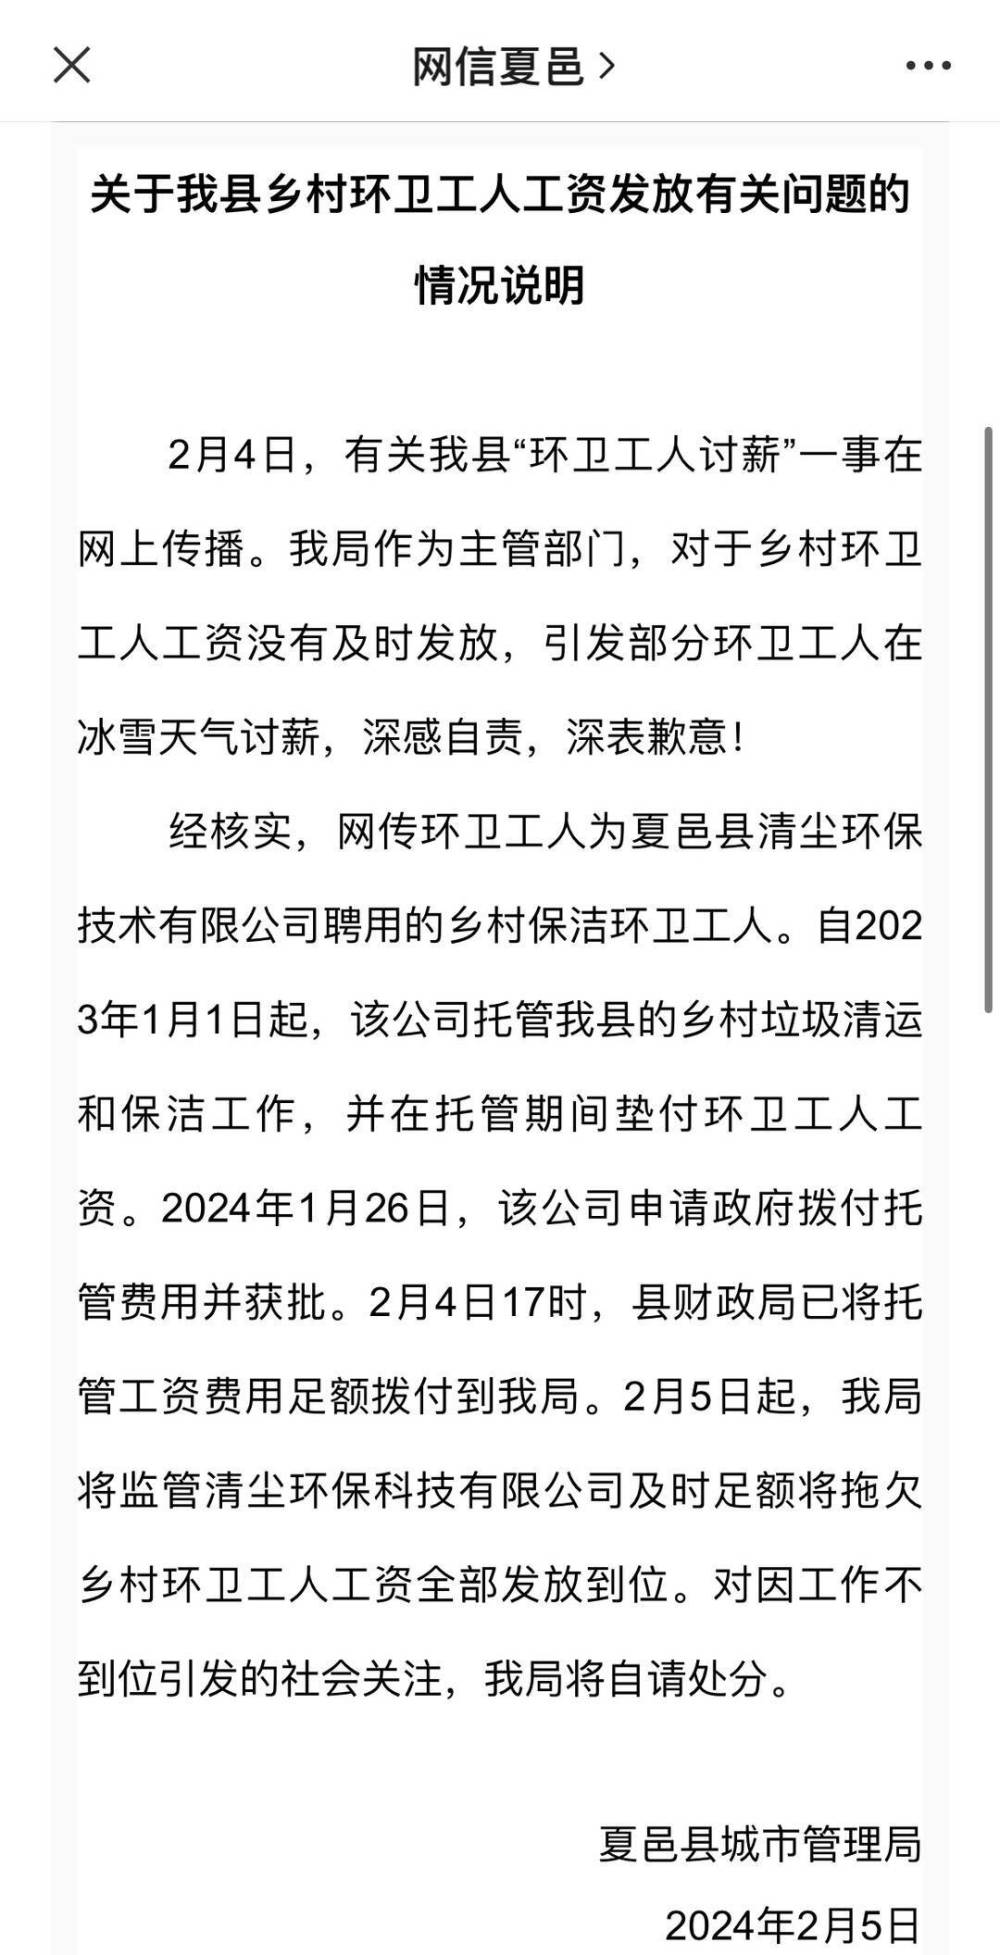 网信夏邑
关于我县乡村环卫工人工资发放有关问题的
情况说明
2月4日，有关我县“环卫工人讨薪”一事在
网上传播。我局作为主管部门，对于乡村环卫
工人工资没有及时发放，引发部分环卫工人在
冰雪天气讨薪，深感自责，深表歉意！
经核实，网传环卫工人为夏邑县清尘环保
技术有限公司聘用的乡村保洁环卫工人。自202
3年1月1日起，该公司托管我县的乡村垃圾清运
和保洁工作，并在托管期间垫付环卫工人工
资。2024年1月26日，该公司申请政府拨付托
管费用并获批。2月4日17时，县财政局已将托
管工资费用足额拨付到我局。2月5日起，我局
将监管清尘环保科技有限公司及时足额将拖欠
乡村环卫工人工资全部发放到位。对因工作不
到位引发的社会关注，我局将自请处分。
夏邑县城市管理局
2024年2月5日